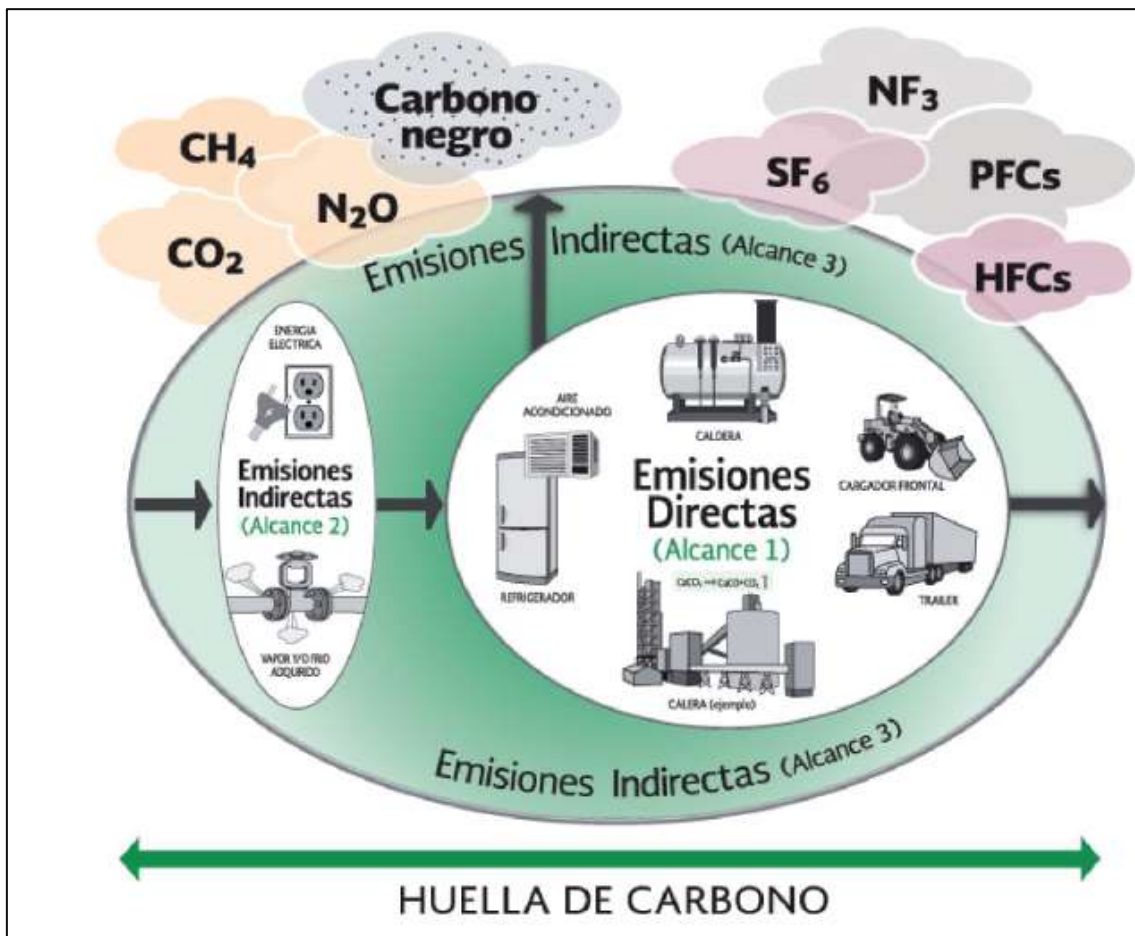 Carbono
negro
CH₄
N₂O
CO₂
NF₃
SF₆
PFCs
HFCs
Emisiones Indirectas (Alcance 3)
ENERGIA
ELECTRICA
Emisiones
Indirectas
(Alcance 2)
VAPOR Y/O FRIO
ADQUIRIDO
AIRE
ACONDICIONADO
REFRIGERADOR
CALDERA
CARGADOR FRONTAL
Emisiones
Directas
(Alcance 1)
TRAILER
CALERA (ejemplo)
Emisiones Indirectas (Alcance 3)
HUELLA DE CARBONO